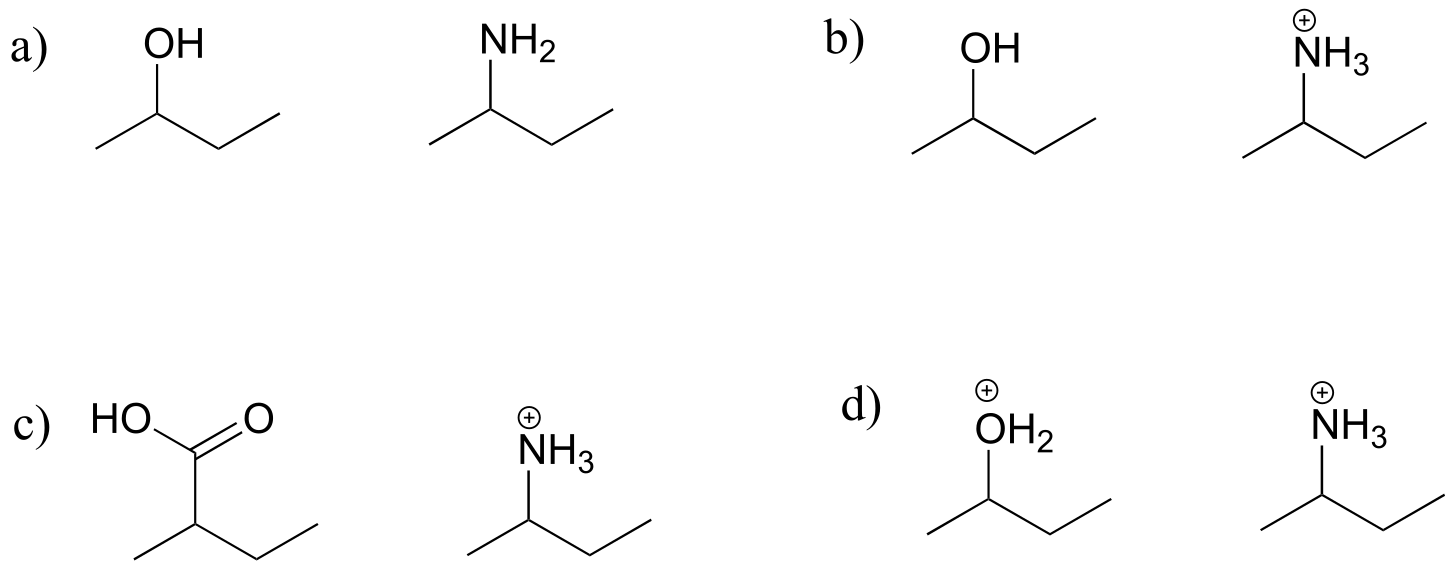 a) OH NH2 b) OH ⊕ NH3
c) HO O ⊕ NH3 d) ⊕ OH2 ⊕ NH3